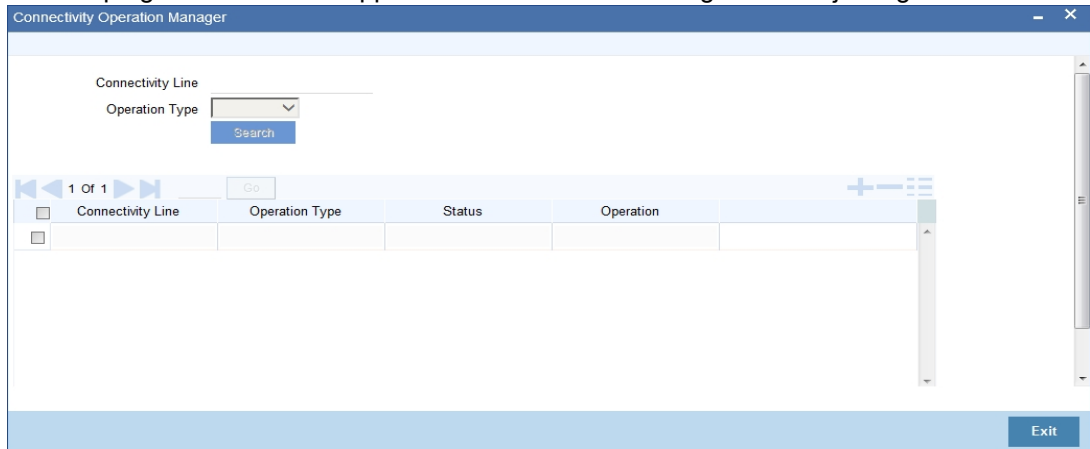 Connectivity Operation Manager
Connectivity Line
Operation Type
Search
1 Of 1
Go
Connectivity Line Operation Type Status Operation
Exit